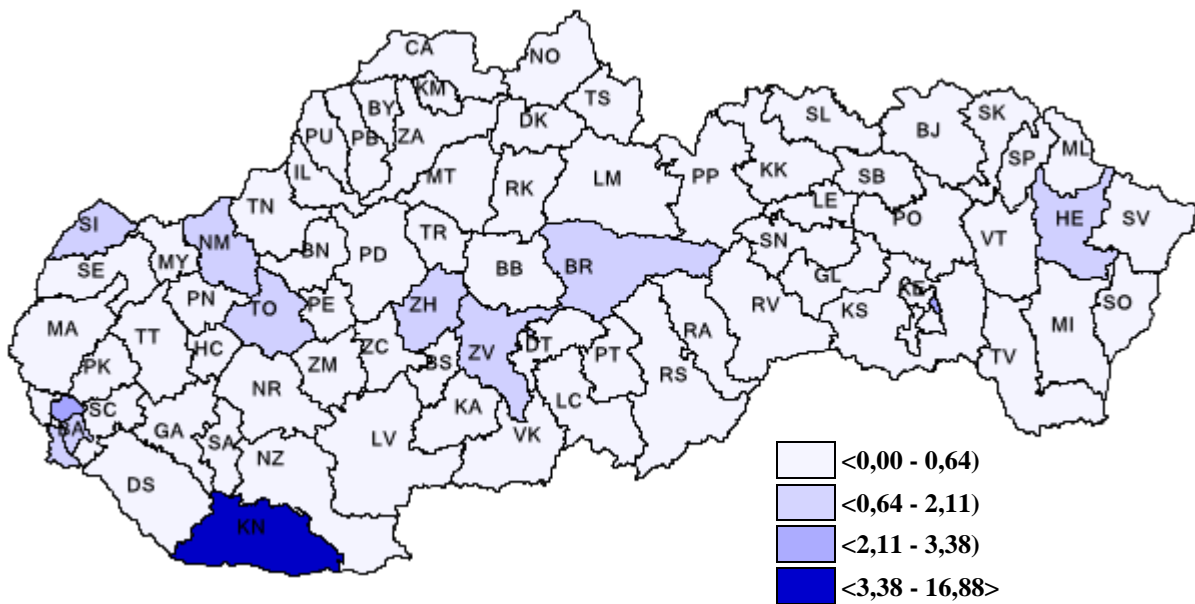 CA
NO
KM
TS
BY
PU
PB
ZA
DK
SL
BJ
SK
SP
ML
IL
MT
RK
LM
PP
KK
SB
LE
TN
SI
NM
TR
PO
HE
SV
BN
PD
BB
BR
SN
VT
SE
MY
PN
TO
PE
ZH
RV
GL
KE
KS
SO
MA
TT
HC
ZM
ZC
BS
ZV
DT
PT
RA
RS
MI
TV
PK
NR
SC
BA
GA
SA
KA
LC
LV
VK
NZ
DS
KN
<0,00 - 0,64)
<0,64 - 2,11)
<2,11 - 3,38)
<3,38 - 16,88>